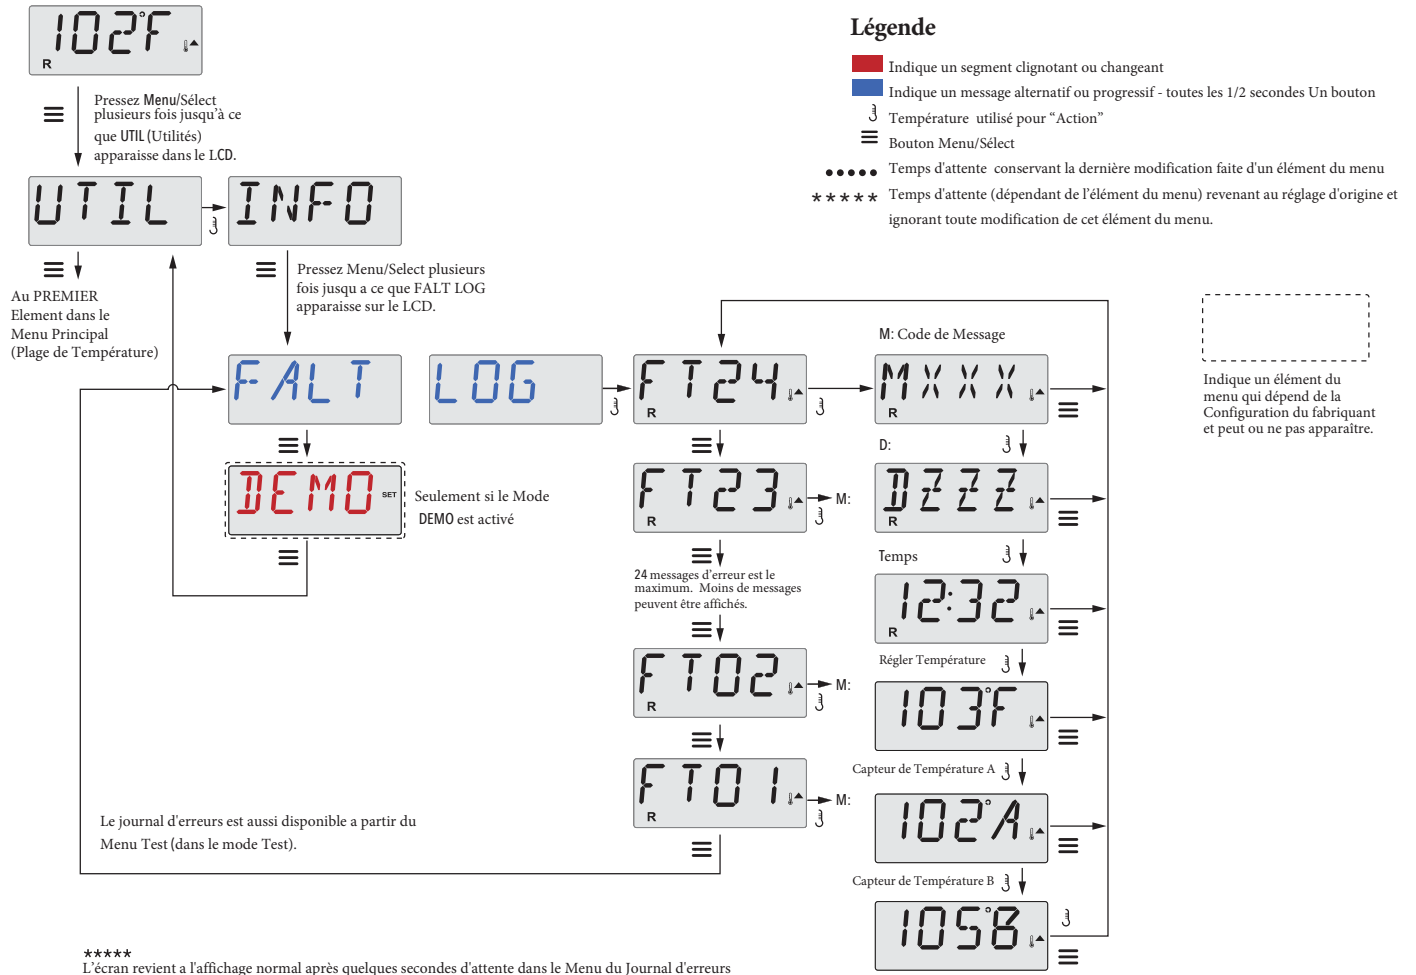 102°F
R
Pressez Menu/Sélect
plusieurs fois jusqu'à ce
que UTIL (Utilités)
apparaisse dans le LCD.
Légende
Indique un segment clignotant ou changeant
Indique un message alternatif ou progressif - toutes les 1/2 secondes Un bouton
Température utilisé pour “Action”
Bouton Menu/Sélect
••••• Temps d'attente conservant la dernière modification faite d'un élément du menu
***** Temps d'attente (dépendant de l'élément du menu) revenant au réglage d'origine et
ignorant toute modification de cet élément du menu.
UTIL
INFO
Au PREMIER
Element dans le
Menu Principal
(Plage de Température)
Pressez Menu/Select plusieurs
fois jusqu a ce que FALT LOG
apparaisse sur le LCD.
Indique un élément du
menu qui dépend de la
Configuration du fabriquant
et peut ou ne pas apparaître.
FALT
LOG
FT24
R
M: Code de Message
MXXX
R
DEMO
SET
Seulement si le Mode
DEMO est activé
FT23
R
M:
D:
DZZZ
R
24 messages d'erreur est le
maximum. Moins de messages
peuvent être affichés.
Temps
12:32
R
FT02
R
M:
Régler Température
103°F
FT01
R
M:
Capteur de Température A
102°A
Capteur de Température B
105°B
Le journal d'erreurs est aussi disponible a partir du
Menu Test (dans le mode Test).
*****
L'écran revient a l'affichage normal après quelques secondes d'attente dans le Menu du Journal d'erreurs